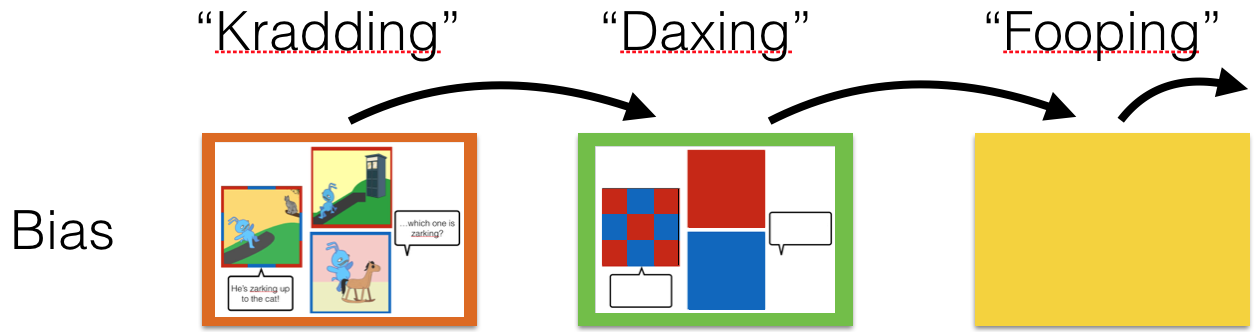 “Kradding” “Daxing” “Fooping”
Bias
...which one is
zarking?
He's zarking up
to the cat!